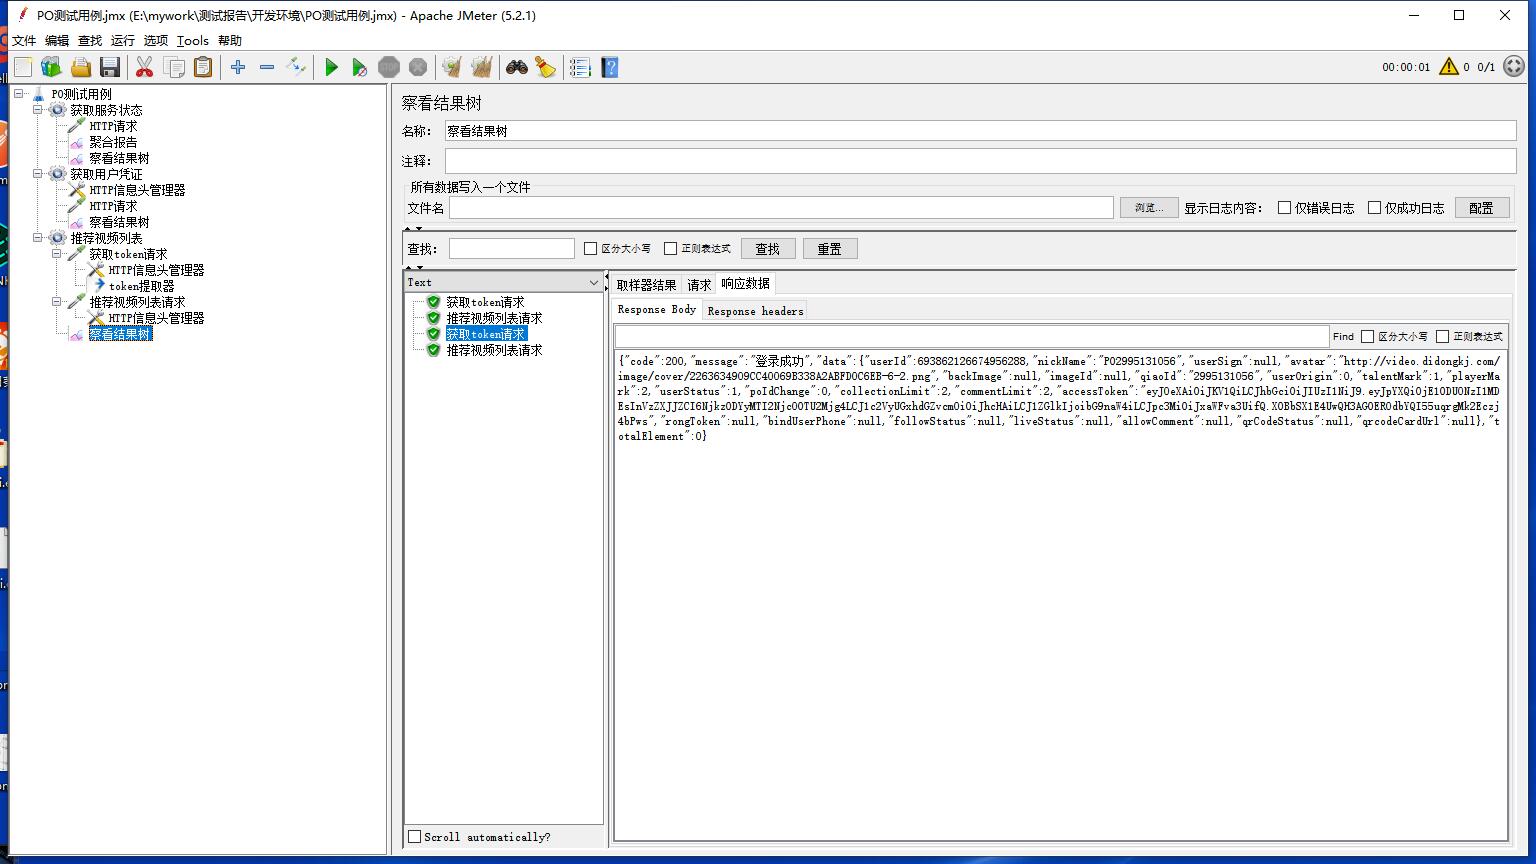 PO测试用例.jmx (E:\mywork\测试报告\开发环境\PO测试用例.jmx) - Apache JMeter (5.2.1)
文件 编辑 查找 运行 选项 Tools 帮助
00:00:01 0 0/1
PO测试用例
获取服务状态
HTTP请求
聚合报告
察看结果树
获取用户凭证
HTTP信息头管理器
HTTP请求
察看结果树
推荐视频列表
获取token请求
HTTP信息头管理器
token提取器
推荐视频列表请求
HTTP信息头管理器
察看结果树
察看结果树
名称: 察看结果树
注释:
所有数据写入一个文件
文件名 浏览... 显示日志内容: 仅错误日志 仅成功日志 配置
查找: 区分大小写 正则表达式 查找 重置
Text
获取token请求
推荐视频列表请求
获取token请求
推荐视频列表请求
Scroll automatically?
取样器结果 请求 响应数据
Response Body Response headers
Find 区分大小写 正则表达式
{"code":200,"message":"登录成功","data":{"userId":693862126674956288,"nickName":"PO2995131056","userSign":null,"avatar":"http://video.didongkj.com/
image/cover/2263634909CC40069B338A2ABFD0C6EB-6-2.png","backImage":null,"imageId":null,"qiaoId":"2995131056","userOrigin":0,"talentMark":1,"playerMa
rk":2,"userStatus":1,"poIdChange":0,"collectionLimit":2,"commentLimit":2,"accessToken":
","rongToken":null,"bindUserPhone":null,"followStatus":null,"liveStatus":null,"allowComment":null,"qrCodeStatus":null,"qrcodeCardUrl":null},"t
otalElement":0}